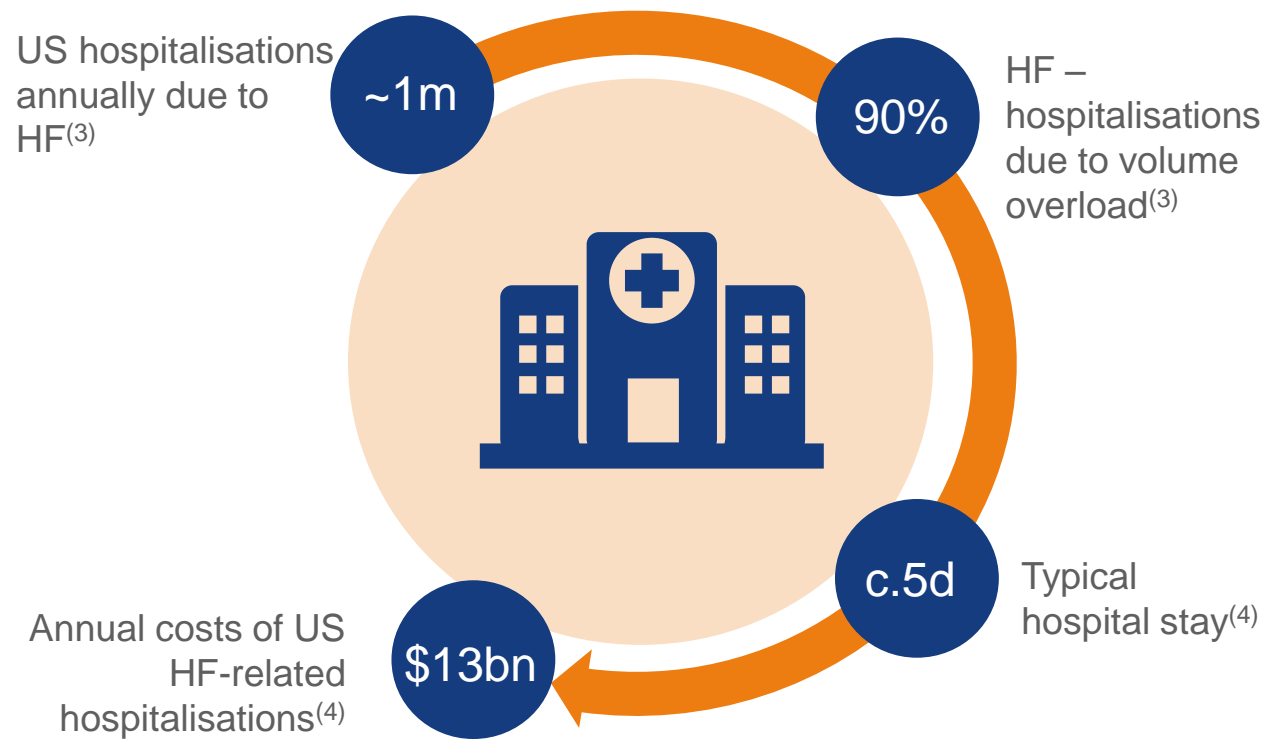 US hospitalisations
annually due to
HF(3)
~1m
90%
HF –
hospitalisations
due to volume
overload(3)
c.5d
Typical
hospital stay(4)
Annual costs of US
HF-related
hospitalisations(4)
$13bn